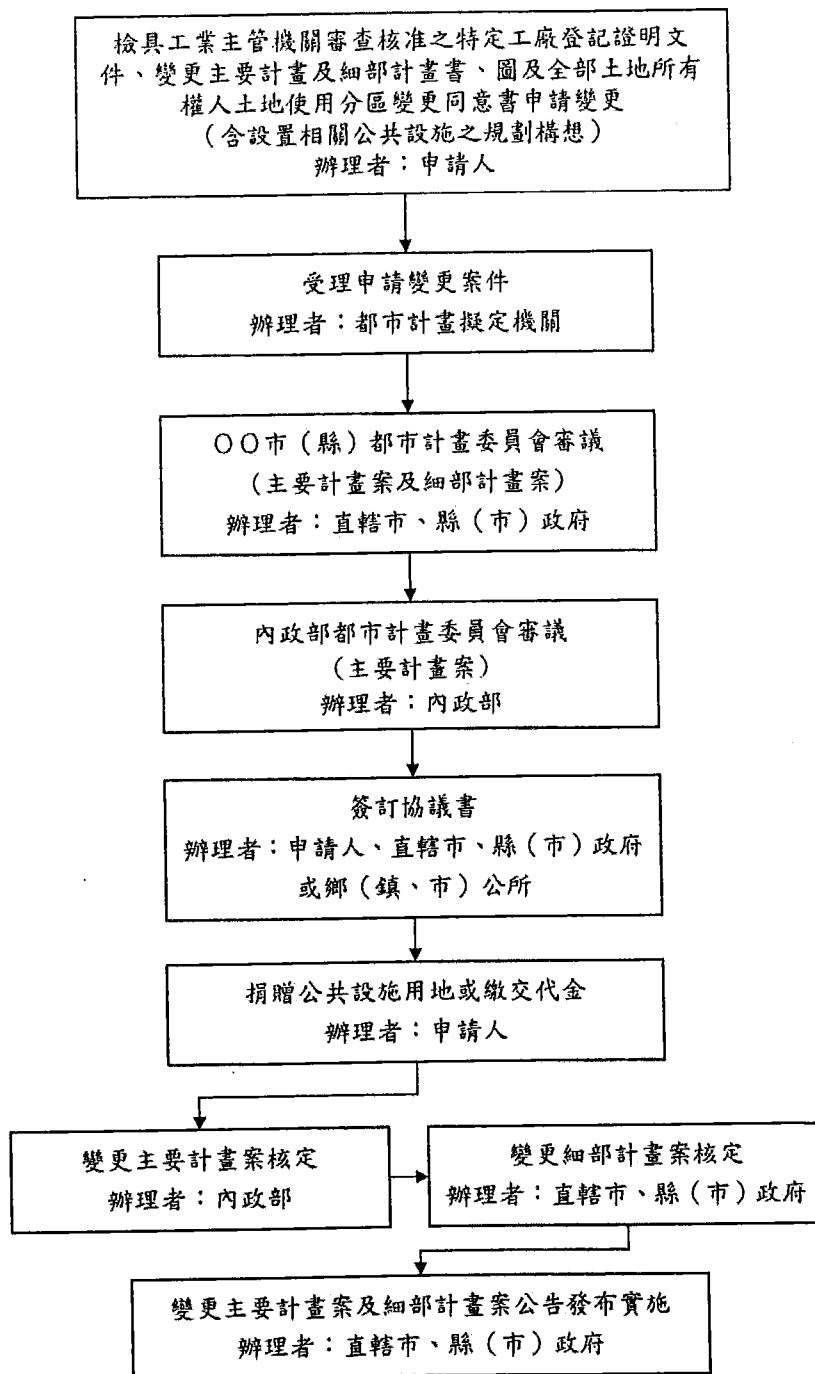 檢具工業主管機關審查核准之特定工廠登記證明文
件、變更主要計畫及細部計畫書、圖及全部土地所有
權人土地使用分區變更同意書申請變更
（含設置相關公共設施之規劃構想）
辦理者：申請人
受理申請變更案件
辦理者：都市計畫擬定機關
〇〇市（縣）都市計畫委員會審議
（主要計畫案及細部計畫案）
辦理者：直轄市、縣（市）政府
內政部都市計畫委員會審議
（主要計畫案）
辦理者：內政部
簽訂協議書
辦理者：申請人、直轄市、縣（市）政府
或鄉（鎮、市）公所
捐贈公共設施用地或繳交代金
辦理者：申請人
變更主要計畫案核定
辦理者：內政部
變更細部計畫案核定
辦理者：直轄市、縣（市）政府
變更主要計畫案及細部計畫案公告發布實施
辦理者：直轄市、縣（市）政府